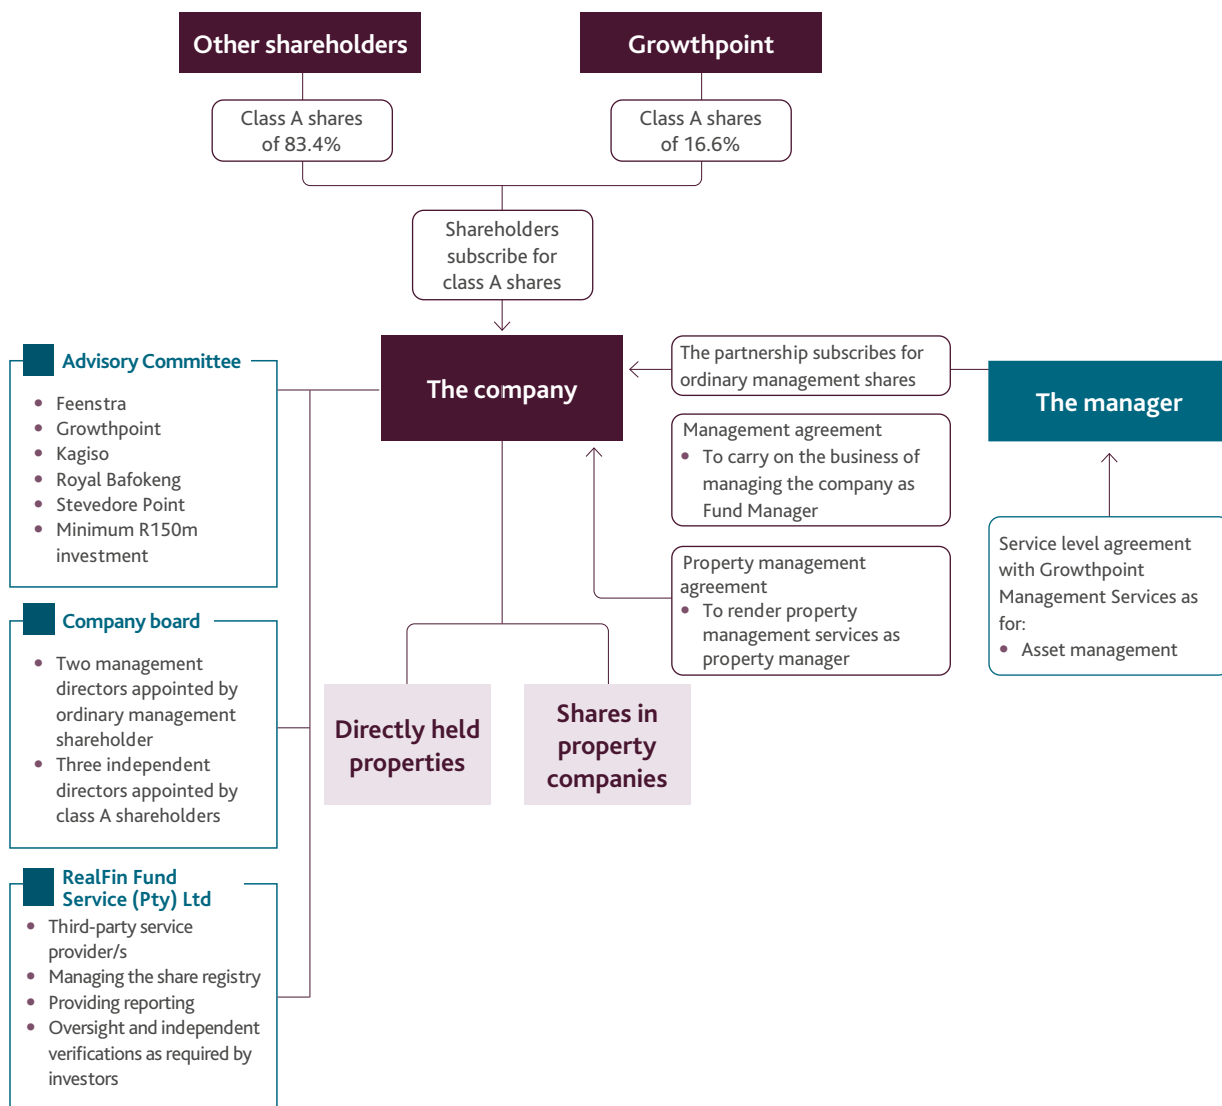 Other shareholders
Growthpoint
Class A shares
of 83.4%
Class A shares
of 16.6%
Shareholders
subscribe for
class A shares
The company
The partnership subscribes for
ordinary management shares
The manager
Management agreement
• To carry on the business of
managing the company as
Fund Manager
Property management
agreement
• To render property
management services as
property manager
Service level agreement
with Growthpoint
Management Services as
for:
• Asset management
Advisory Committee
• Feenstra
• Growthpoint
• Kagiso
• Royal Bafokeng
• Stevedore Point
• Minimum R150m
investment
Company board
• Two management
directors appointed by
ordinary management
shareholder
• Three independent
directors appointed by
class A shareholders
Directly held
properties
Shares in
property
companies
RealFin Fund
Service (Pty) Ltd
• Third-party service
provider/s
• Managing the share registry
• Providing reporting
• Oversight and independent
verifications as required by
investors